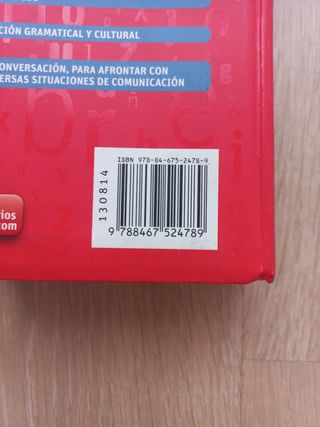 CIÓN GRAMATICAL Y CULTURAL
CONVERSACIÓN, PARA AFRONTAR CON
ERSAS SITUACIONES DE COMUNICACIÓN
ISBN 978-84-675-2478-9
130814
9 788467 524789
rios
.com